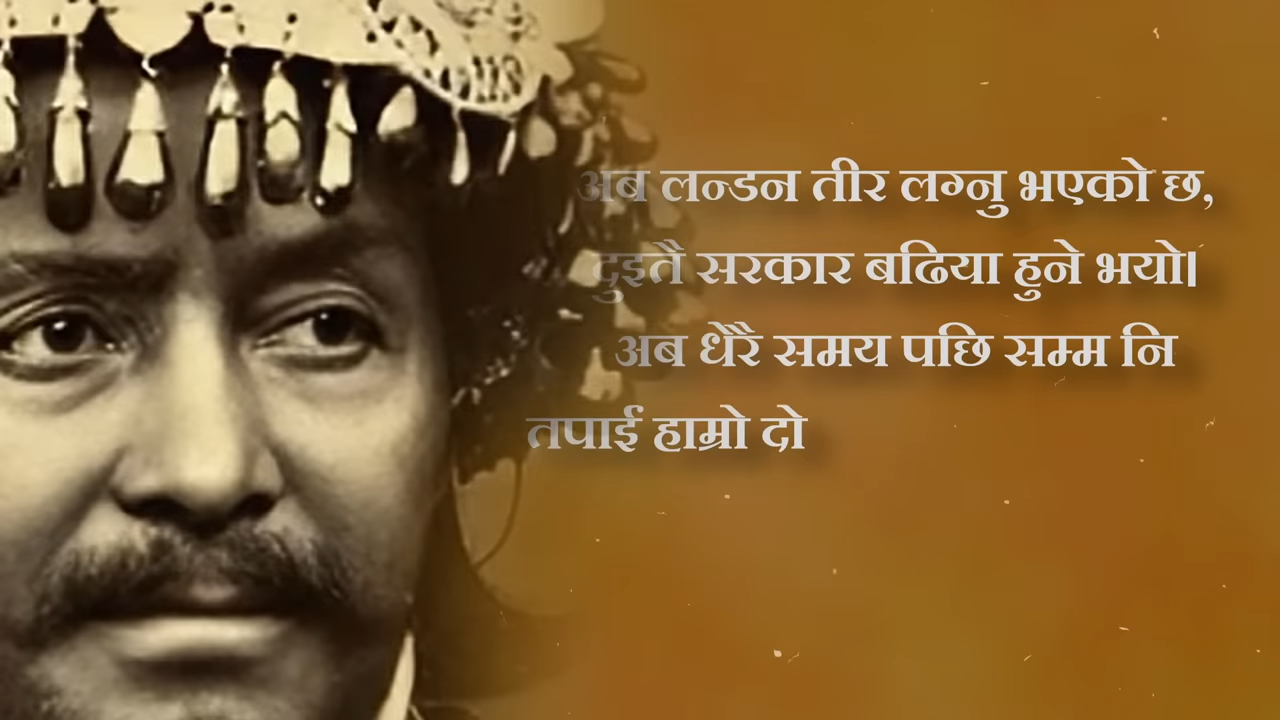 अब लन्डन तीर लग्नु भएको छ,
दुइतै सरकार बढिया हुने भयो।
अब धेरै समय पछि सम्म नि
तपाई हाम्रो दो